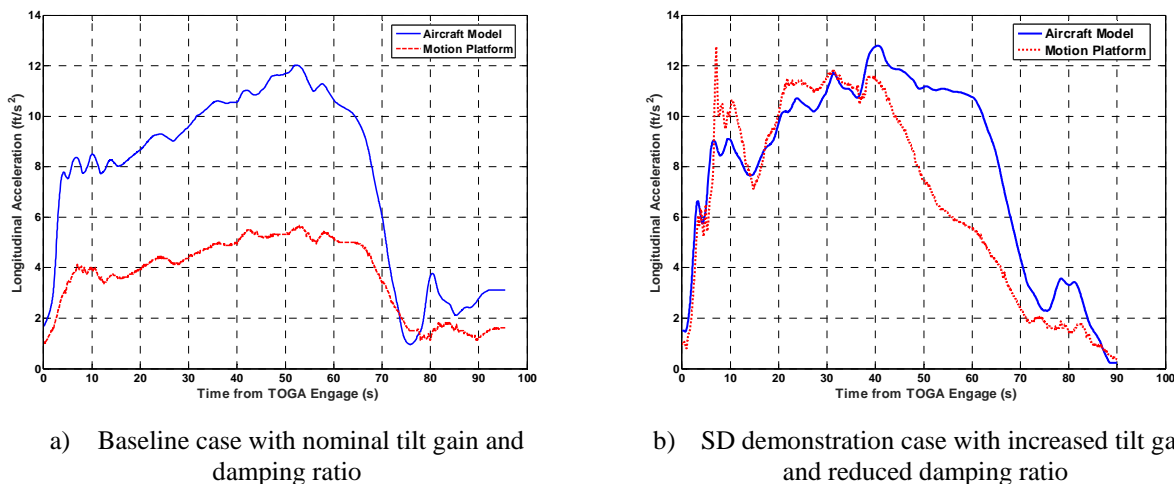 14
12
10
8
6
4
2
0
Longitudinal Acceleration (ft/s²)
Aircraft Model
Motion Platform
0 10 20 30 40 50 60 70 80 90 100
Time from TOGA Engage (s)
a) Baseline case with nominal tilt gain and
damping ratio
14
12
10
8
6
4
2
0
Longitudinal Acceleration (ft/s²)
Aircraft Model
Motion Platform
0 10 20 30 40 50 60 70 80 90 100
Time from TOGA Engage (s)
b) SD demonstration case with increased tilt ga
and reduced damping ratio